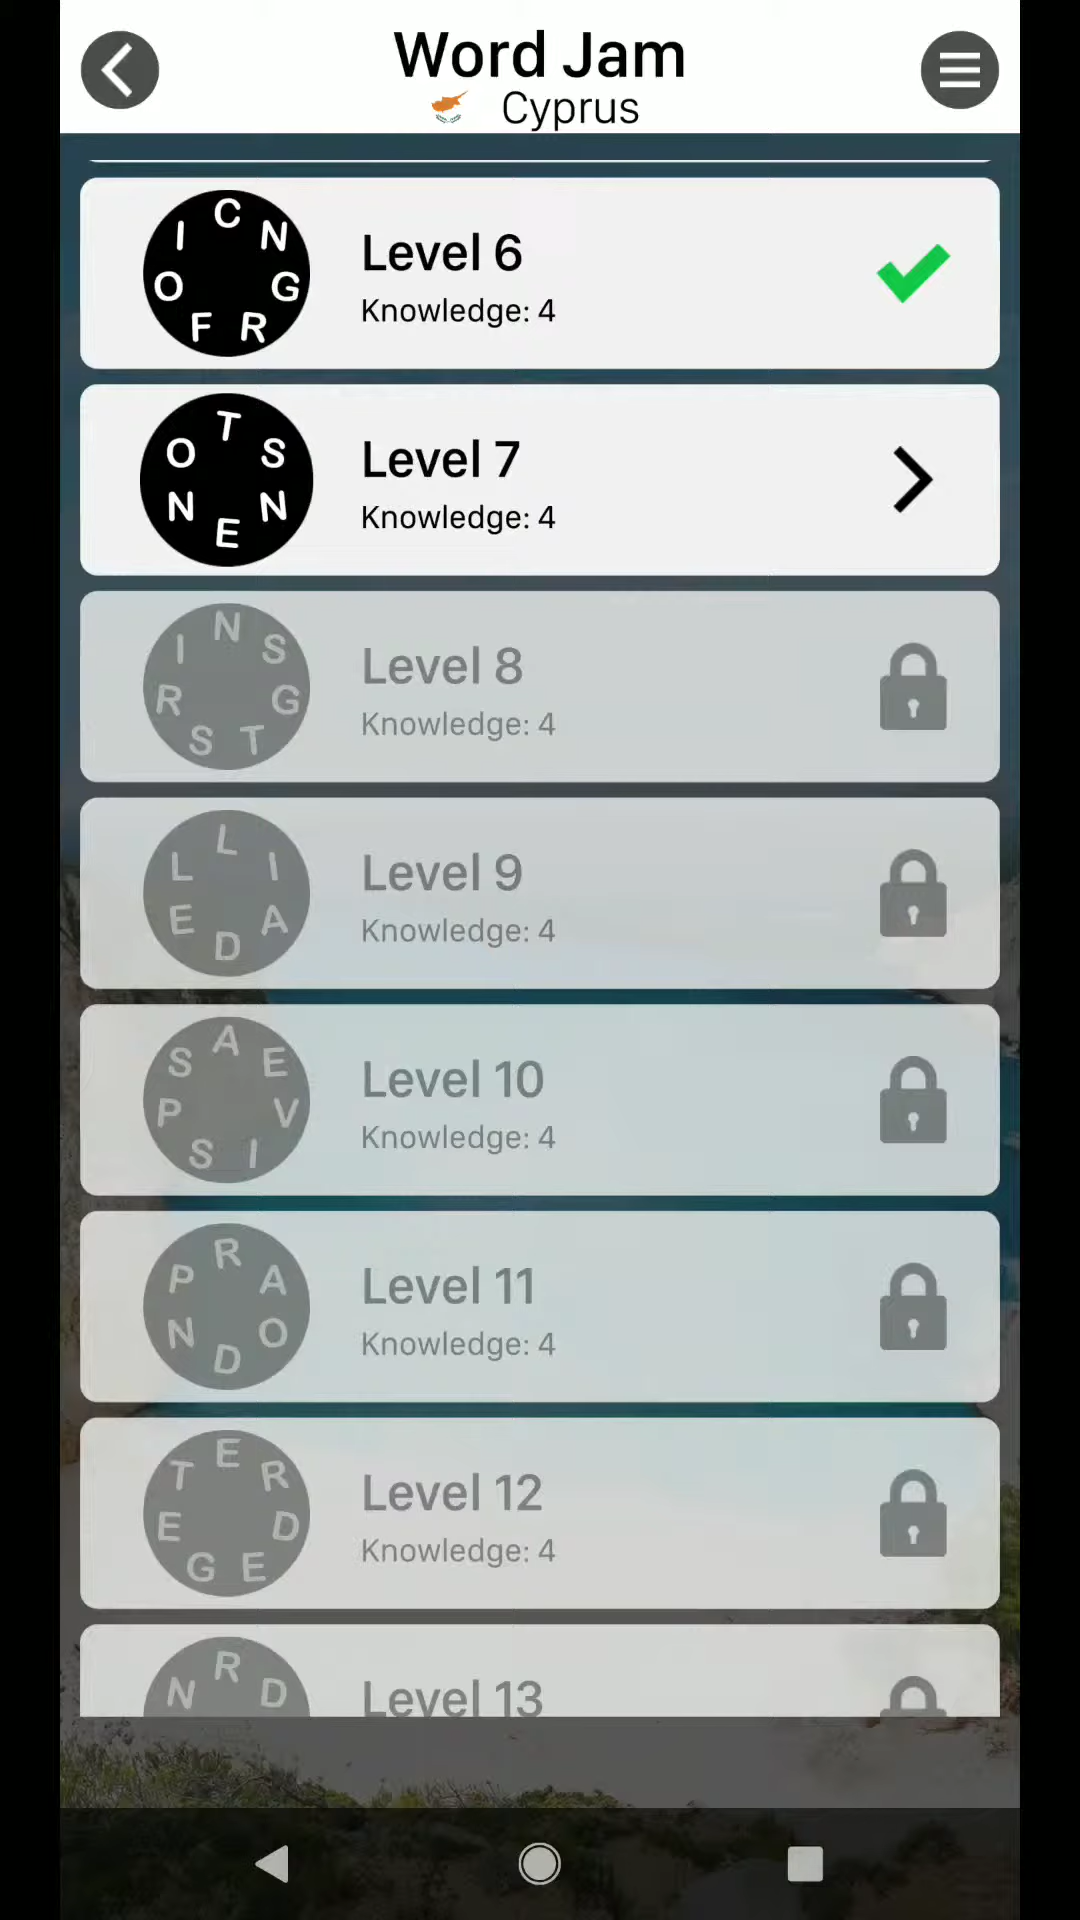 Word Jam
Cyprus
I C N O G F R
Level 6
Knowledge: 4
O T S N N E
Level 7
Knowledge: 4
I N S R G S T
Level 8
Knowledge: 4
L L I E A D
Level 9
Knowledge: 4
S A E P V S I
Level 10
Knowledge: 4
P R A N O D
Level 11
Knowledge: 4
T E R E D G E
Level 12
Knowledge: 4
N R D
Level 13